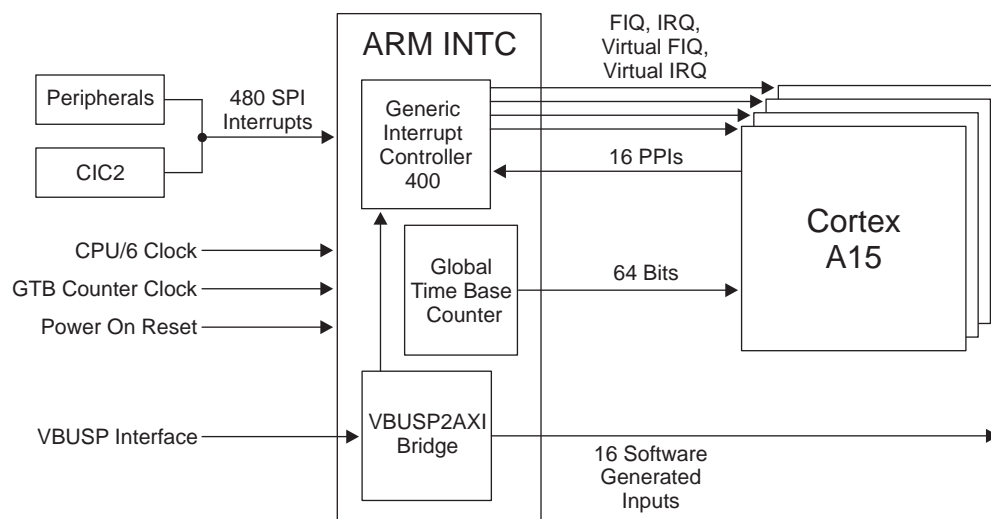 ARM INTC
FIQ, IRQ,
Virtual FIQ,
Virtual IRQ
Peripherals
CIC2
480 SPI
Interrupts
Generic
Interrupt
Controller
400
16 PPIs
Cortex
A15
CPU/6 Clock
GTB Counter Clock
Power On Reset
Global
Time Base
Counter
64 Bits
VBUSP Interface
VBUSP2AXI
Bridge
16 Software
Generated
Inputs